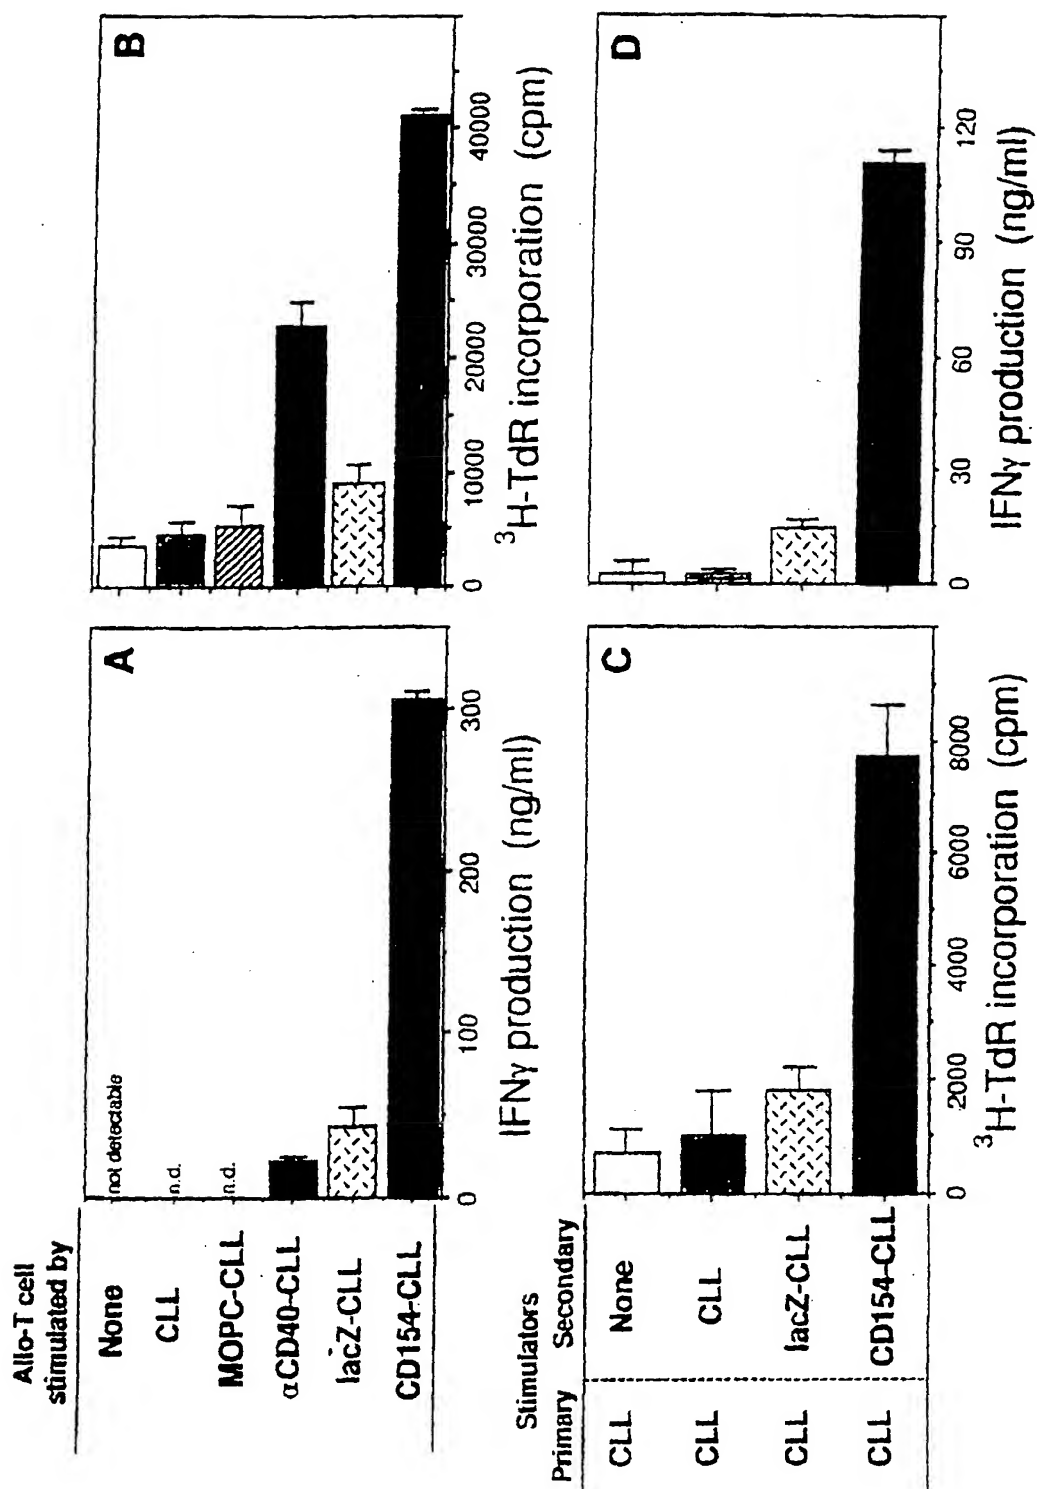 Allo-T cell
stimulated by
None
CLL
MOPC-CLL
αCD40-CLL
lacZ-CLL
CD154-CLL
A
not detectable
n.d.
n.d.
0 100 200 300
IFNγ production (ng/ml)
B
0 10000 20000 30000 40000
³H-TdR incorporation (cpm)
Stimulators
Primary Secondary
CLL None
CLL CLL
CLL lacZ-CLL
CLL CD154-CLL
C
0 2000 4000 6000 8000
³H-TdR incorporation (cpm)
D
0 30 60 90 120
IFNγ production (ng/ml)